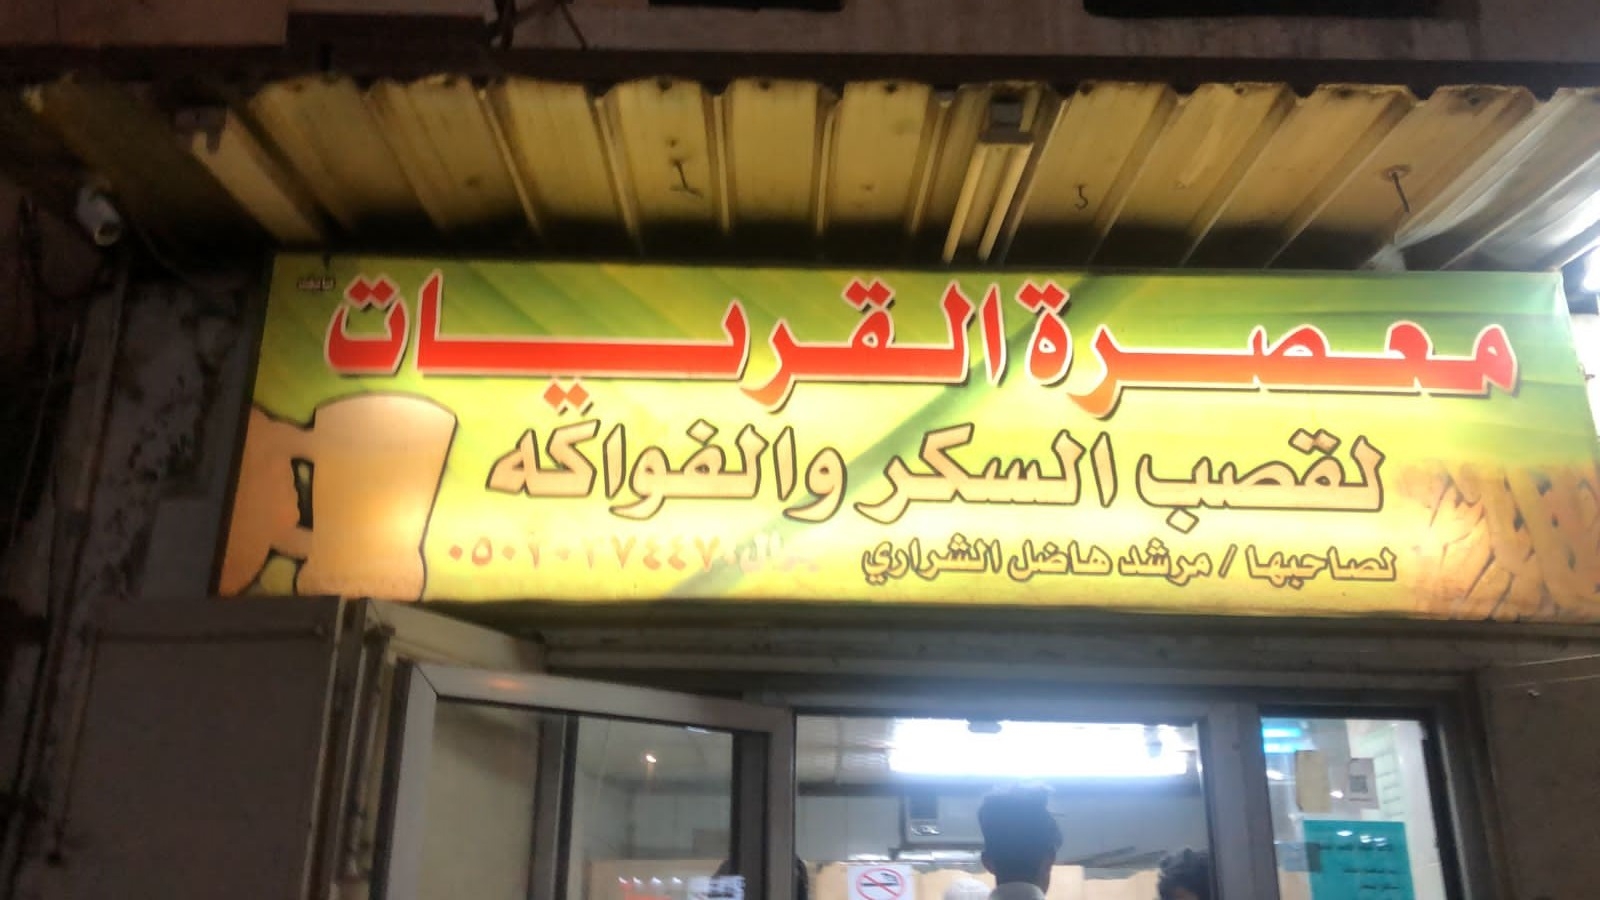 معصرة القريات
لقصب السكر والفواكه
لصاحبها / مرشد هاضل الشراري